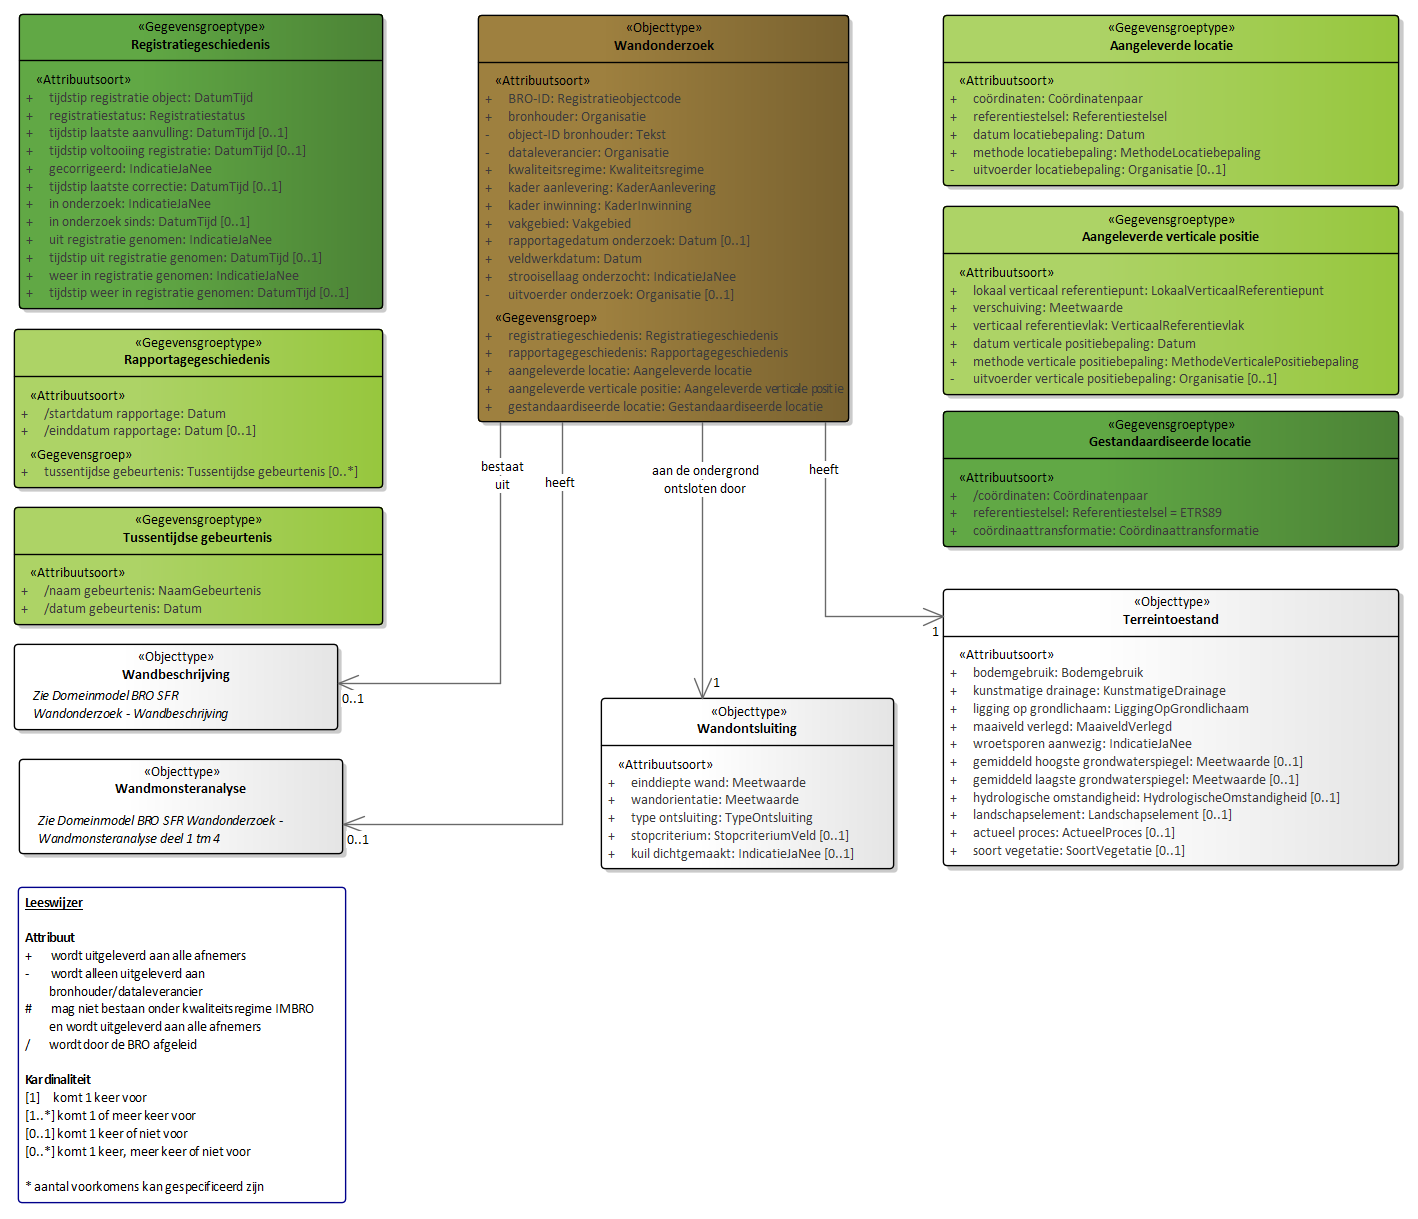 «Gegevensgroeptype»
Registratiegeschiedenis
«Attribuutsoort»
+ tijdstip registratie object: DatumTijd
+ registratiestatus: Registratiestatus
+ tijdstip laatste aanvulling: DatumTijd [0..1]
+ tijdstip voltooiing registratie: DatumTijd [0..1]
+ gecorrigeerd: IndicatieJaNee
+ tijdstip laatste correctie: DatumTijd [0..1]
+ in onderzoek: IndicatieJaNee
+ in onderzoek sinds: DatumTijd [0..1]
+ uit registratie genomen: IndicatieJaNee
+ tijdstip uit registratie genomen: DatumTijd [0..1]
+ weer in registratie genomen: IndicatieJaNee
+ tijdstip weer in registratie genomen: DatumTijd [0..1]
«Gegevensgroeptype»
Rapportagegeschiedenis
«Attribuutsoort»
+ /startdatum rapportage: Datum
+ /einddatum rapportage: Datum [0..1]
«Gegevensgroep»
+ tussentijdse gebeurtenis: Tussentijdse gebeurtenis [0..*]
«Gegevensgroeptype»
Tussentijdse gebeurtenis
«Attribuutsoort»
+ /naam gebeurtenis: NaamGebeurtenis
+ /datum gebeurtenis: Datum
«Objecttype»
Wandbeschrijving
Zie Domeinmodel BRO SFR
Wandonderzoek - Wandbeschrijving
«Objecttype»
Wandmonsteranalyse
Zie Domeinmodel BRO SFR Wandonderzoek -
Wandmonsteranalyse deel 1 tm 4
«Objecttype»
Wandonderzoek
«Attribuutsoort»
+ BRO-ID: Registratieobjectcode
+ bronhouder: Organisatie
- object-ID bronhouder: Tekst
- dataleverancier: Organisatie
+ kwaliteitsregime: Kwaliteitsregime
+ kader aanlevering: KaderAanlevering
+ kader inwinning: KaderInwinning
+ vakgebied: Vakgebied
+ rapportagedatum onderzoek: Datum [0..1]
+ veldwerkdatum: Datum
+ strooisellaag onderzocht: IndicatieJaNee
- uitvoerder onderzoek: Organisatie [0..1]
«Gegevensgroep»
+ registratiegeschiedenis: Registratiegeschiedenis
+ rapportagegeschiedenis: Rapportagegeschiedenis
+ aangeleverde locatie: Aangeleverde locatie
+ aangeleverde verticale positie: Aangeleverde verticale positie
+ gestandaardiseerde locatie: Gestandaardiseerde locatie
bestaat
uit
heeft
aan de ondergrond
ontsloten door
heeft
0..1
0..1
1
1
«Objecttype»
Wandontsluiting
«Attribuutsoort»
+ einddiepte wand: Meetwaarde
+ wandorientatie: Meetwaarde
+ type ontsluiting: TypeOntsluiting
+ stopcriterium: StopcriteriumVeld [0..1]
+ kuil dichtgemaakt: IndicatieJaNee [0..1]
«Gegevensgroeptype»
Aangeleverde locatie
«Attribuutsoort»
+ coördinaten: Coördinatenpaar
+ referentiestelsel: Referentiestelsel
+ datum locatiebepaling: Datum
+ methode locatiebepaling: MethodeLocatiebepaling
- uitvoerder locatiebepaling: Organisatie [0..1]
«Gegevensgroeptype»
Aangeleverde verticale positie
«Attribuutsoort»
+ lokaal verticaal referentiepunt: LokaalVerticaalReferentiepunt
+ verschuiving: Meetwaarde
+ verticaal referentievlak: VerticaalReferentievlak
+ datum verticale positiebepaling: Datum
+ methode verticale positiebepaling: MethodeVerticalePositiebepaling
- uitvoerder verticale positiebepaling: Organisatie [0..1]
«Gegevensgroeptype»
Gestandaardiseerde locatie
«Attribuutsoort»
+ /coördinaten: Coördinatenpaar
+ referentiestelsel: Referentiestelsel = ETRS89
+ coördinaattransformatie: Coördinaattransformatie
«Objecttype»
Terreintoestand
«Attribuutsoort»
+ bodemgebruik: Bodemgebruik
+ kunstmatige drainage: KunstmatigeDrainage
+ ligging op grondlichaam: LiggingOpGrondlichaam
+ maaiveld verlegd: MaaiveldVerlegd
+ wroetsporen aanwezig: IndicatieJaNee
+ gemiddeld hoogste grondwaterspiegel: Meetwaarde [0..1]
+ gemiddeld laagste grondwaterspiegel: Meetwaarde [0..1]
+ hydrologische omstandigheid: HydrologischeOmstandigheid [0..1]
+ landschapselement: Landschapselement [0..1]
+ actueel proces: ActueelProces [0..1]
+ soort vegetatie: SoortVegetatie [0..1]
Leeswijzer
Attribuut
+ wordt uitgeleverd aan alle afnemers
- wordt alleen uitgeleverd aan
bronhouder/dataleverancier
# mag niet bestaan onder kwaliteitsregime IMBRO
en wordt uitgeleverd aan alle afnemers
/ wordt door de BRO afgeleid
Kardinaliteit
[1] komt 1 keer voor
[1..*] komt 1 of meer keer voor
[0..1] komt 1 keer of niet voor
[0..*] komt 1 keer, meer keer of niet voor
* aantal voorkomens kan gespecificeerd zijn